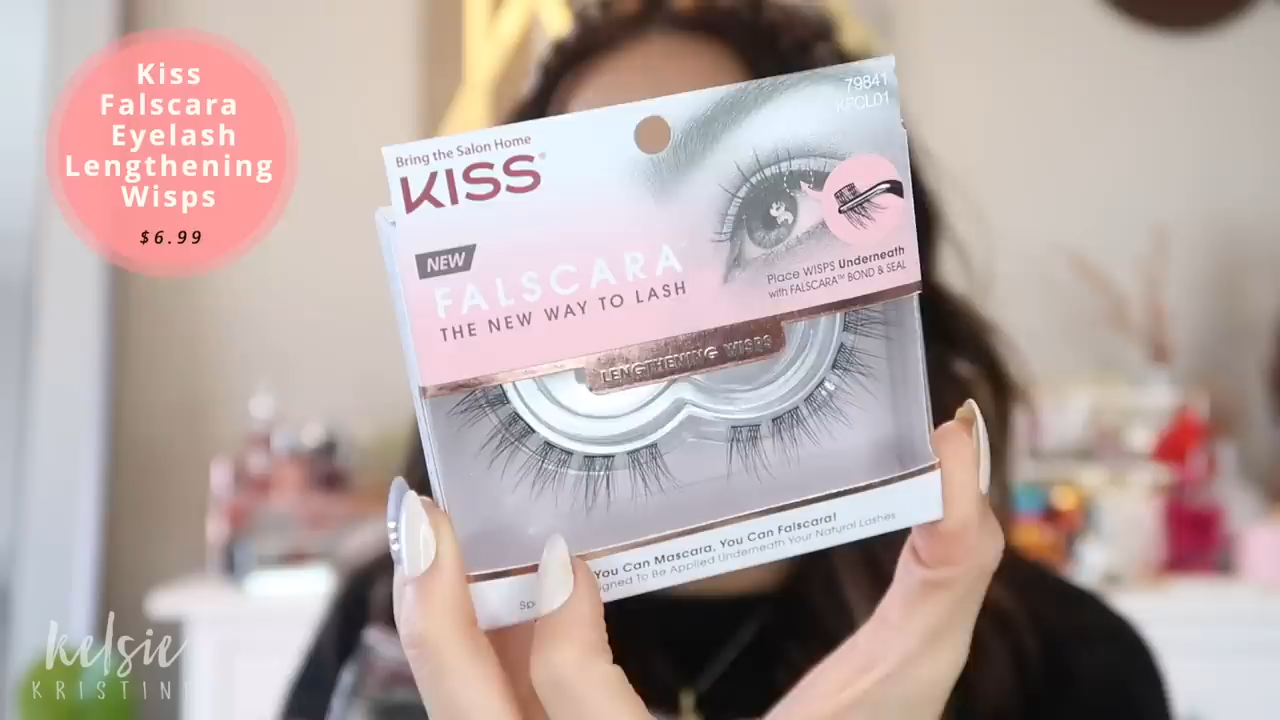 Kiss
Falscara
Eyelash
Lengthening
Wisps
$6.99
79841
KFCL01
Bring the Salon Home
KISS®
NEW
FALSCARA
THE NEW WAY TO LASH
Place WISPS Underneath
with FALSCARA™ BOND & SEAL
LENGTHENING WISPS
You Can Mascara, You Can Falscara!
To Be Applied Underneath Your Natural Lashes
kelsie
KRISTIN